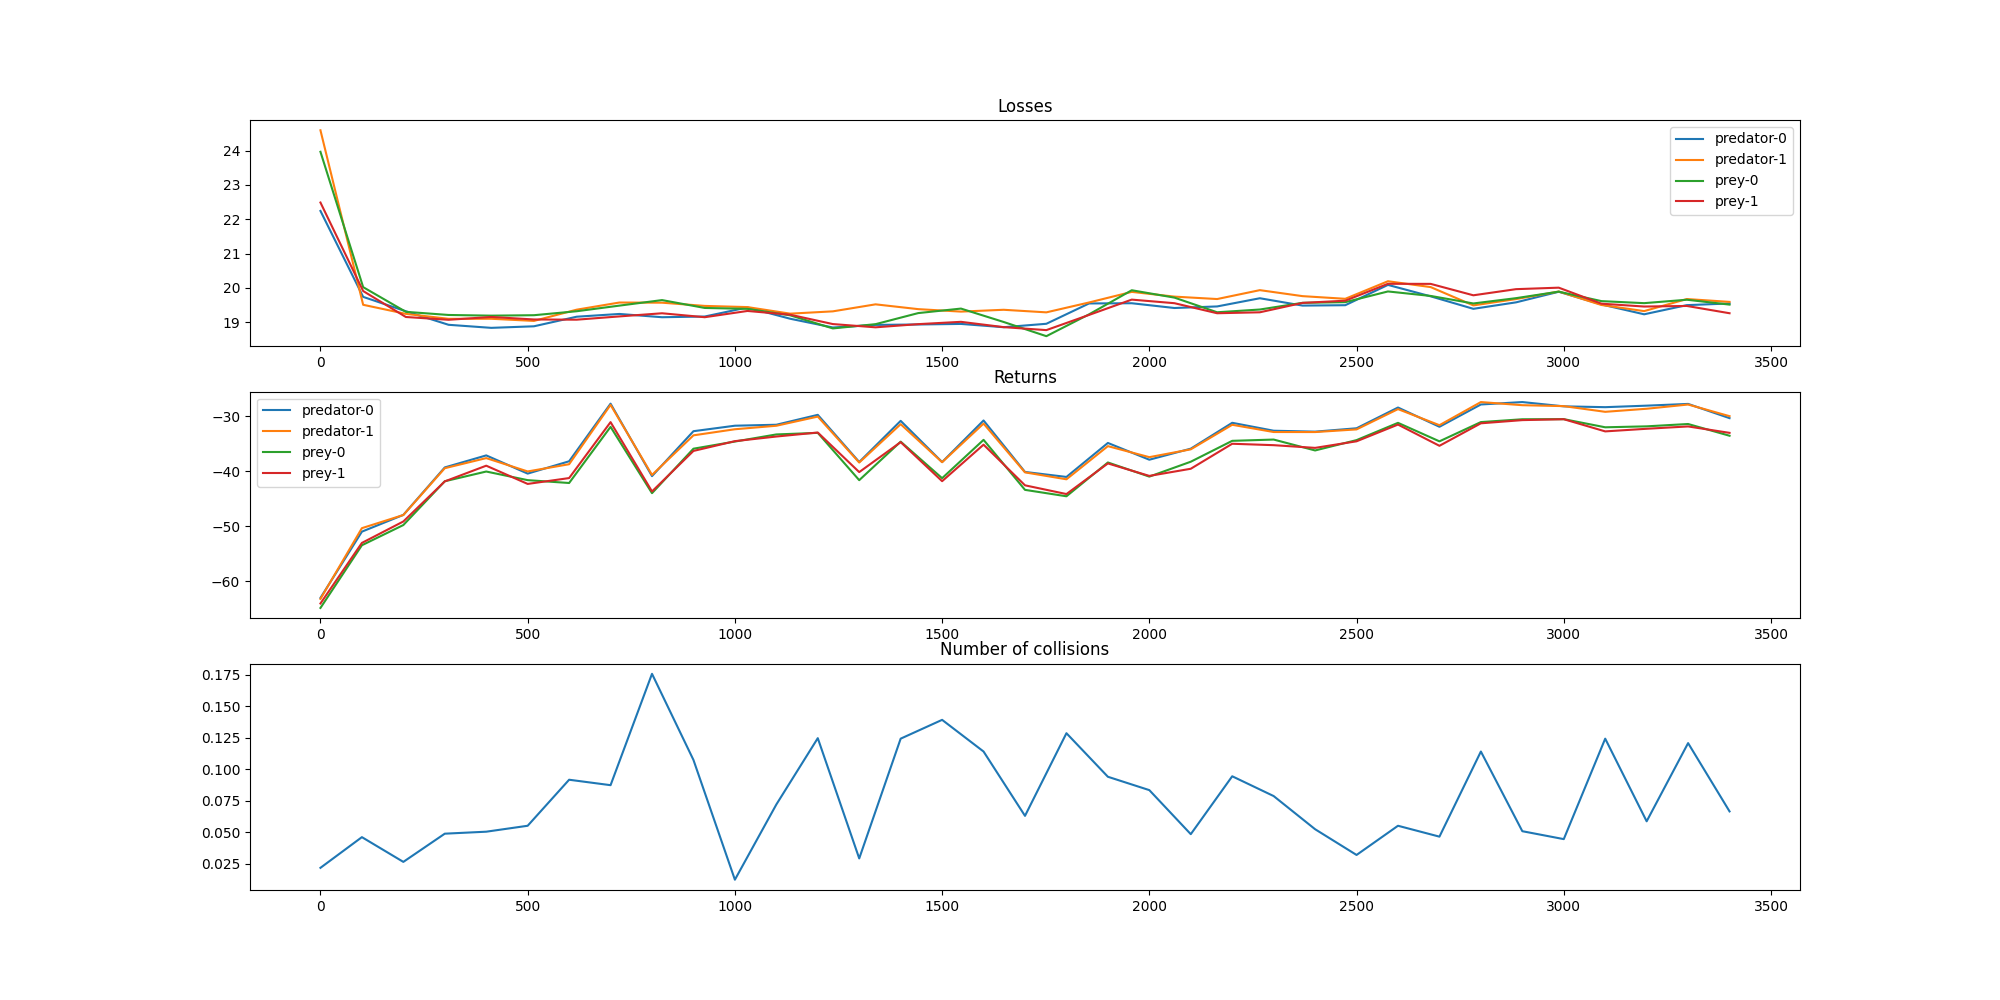 Losses
24
23
22
21
20
19
predator-0
predator-1
prey-0
prey-1
0 500 1000 1500 2000 2500 3000 3500
Returns
−30
−40
−50
−60
predator-0
predator-1
prey-0
prey-1
0 500 1000 1500 2000 2500 3000 3500
Number of collisions
0.175
0.150
0.125
0.100
0.075
0.050
0.025
0 500 1000 1500 2000 2500 3000 3500